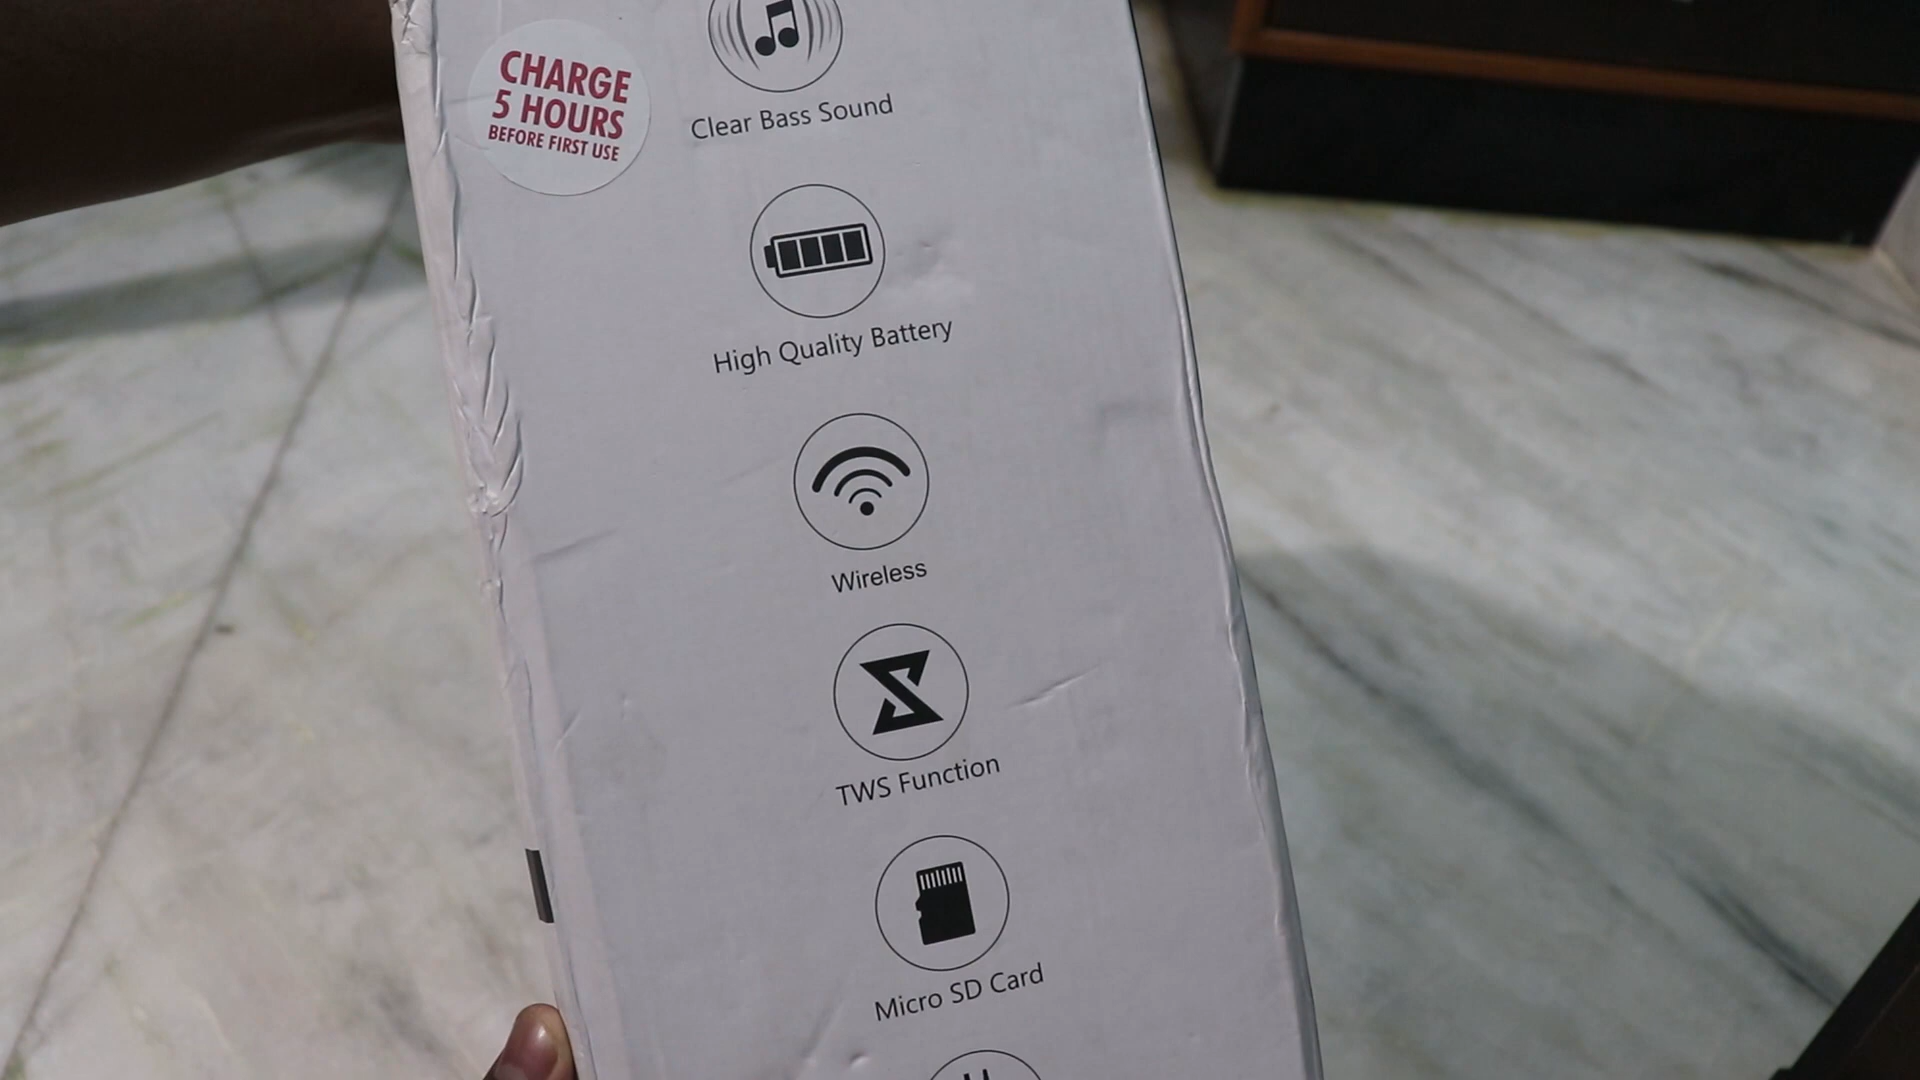 CHARGE
5 HOURS
BEFORE FIRST USE
Clear Bass Sound
High Quality Battery
Wireless
TWS Function
Micro SD Card